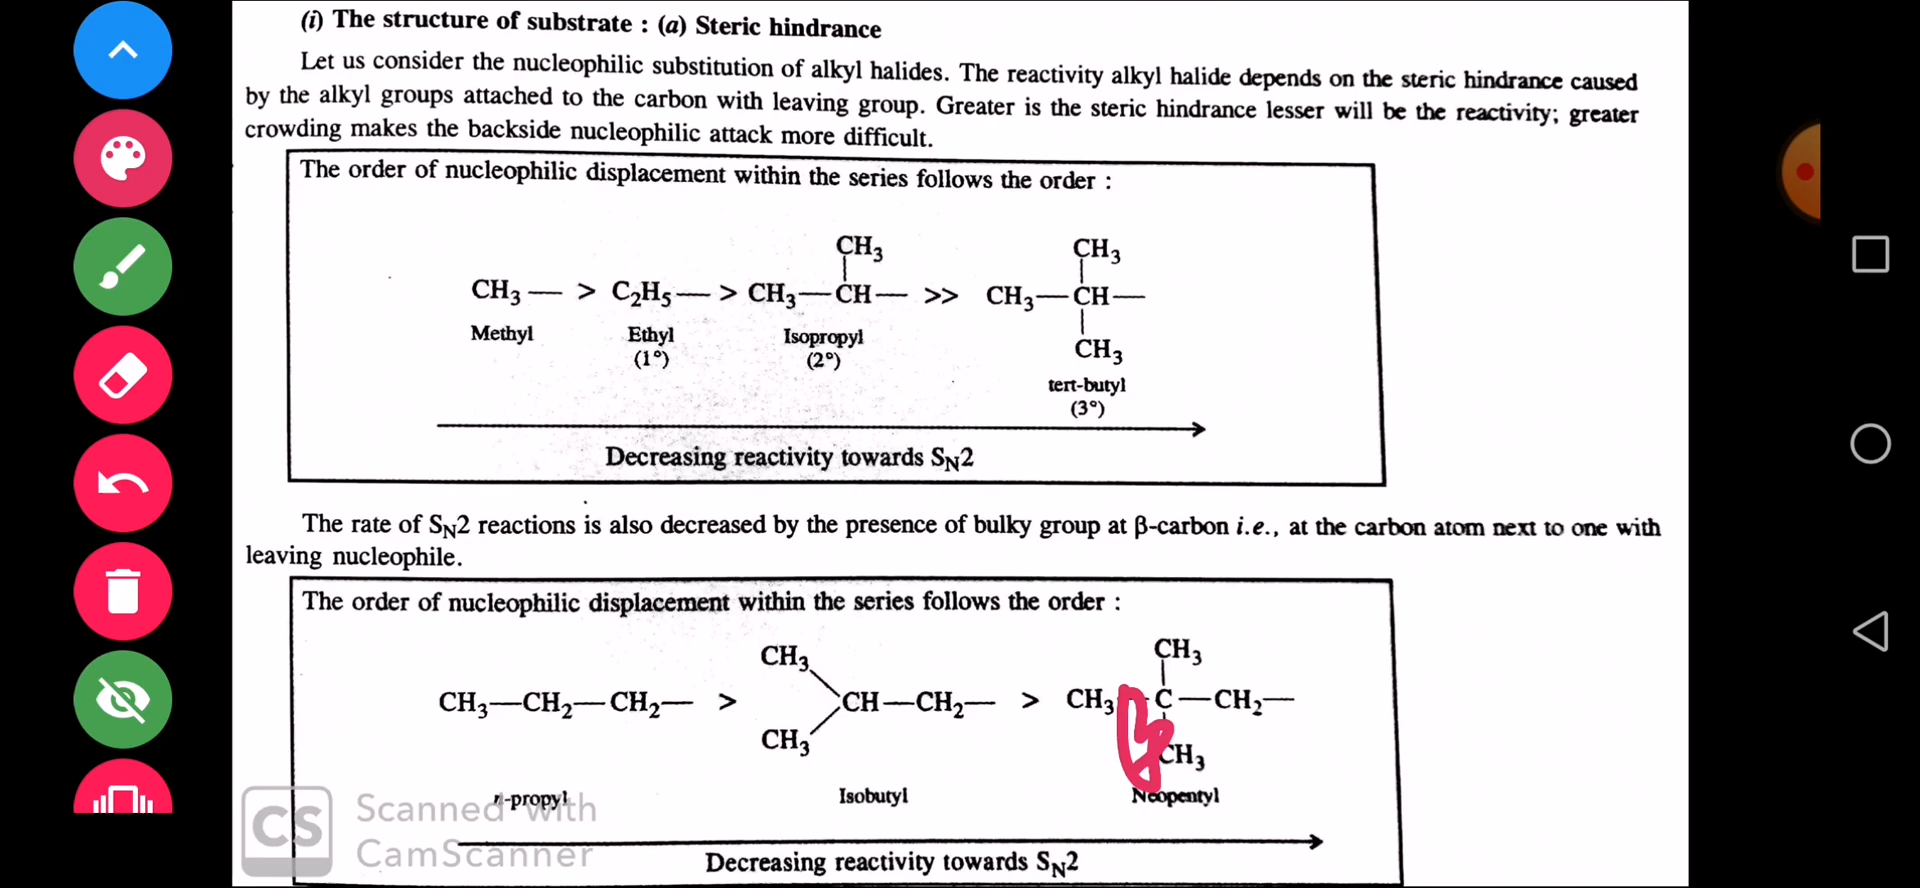 (i) The structure of substrate : (a) Steric hindrance
Let us consider the nucleophilic substitution of alkyl halides. The reactivity alkyl halide depends on the steric hindrance caused
by the alkyl groups attached to the carbon with leaving group. Greater is the steric hindrance lesser will be the reactivity; greater
crowding makes the backside nucleophilic attack more difficult.
The order of nucleophilic displacement within the series follows the order :
CH₃ CH₃
CH₃— > C₂H₅— > CH₃—CH— >> CH₃—CH—
CH₃
Methyl Ethyl Isopropyl tert-butyl
(1°) (2°) (3°)
Decreasing reactivity towards SN2
The rate of SN2 reactions is also decreased by the presence of bulky group at β-carbon i.e., at the carbon atom next to one with
leaving nucleophile.
The order of nucleophilic displacement within the series follows the order :
CH₃ CH₃
CH₃—CH₂—CH₂— > CH—CH₂— > CH₃—C—CH₂—
CH₃ CH₃
n-propyl Isobutyl Neopentyl
Decreasing reactivity towards SN2
CS Scanned with
CamScanner